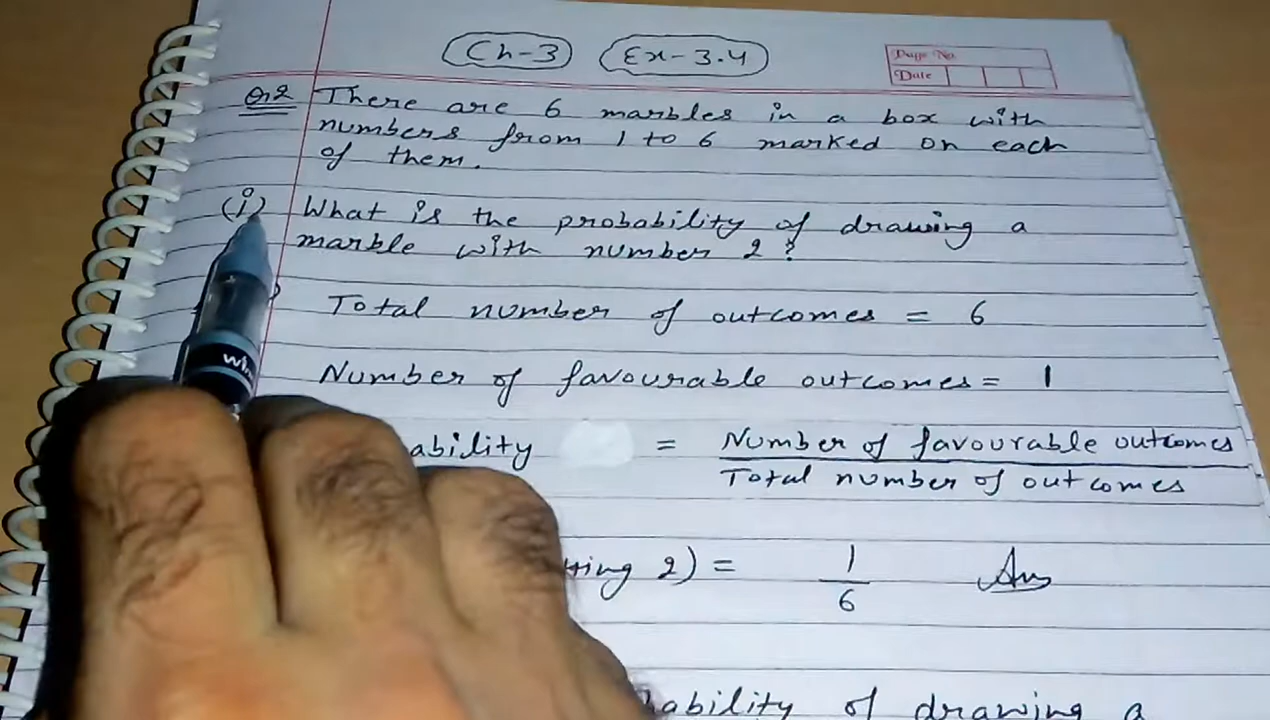 Ch-3 Ex-3.4
Page No.
Date
Q.2 There are 6 marbles in a box with
numbers from 1 to 6 marked on each
of them.
(i) What is the probability of drawing a
marble with number 2?
Total number of outcomes = 6
Number of favourable outcomes = 1
ability = Number of favourable outcomes
Total number of outcomes
tting 2) = 1 Ans
6
ability of drawing a